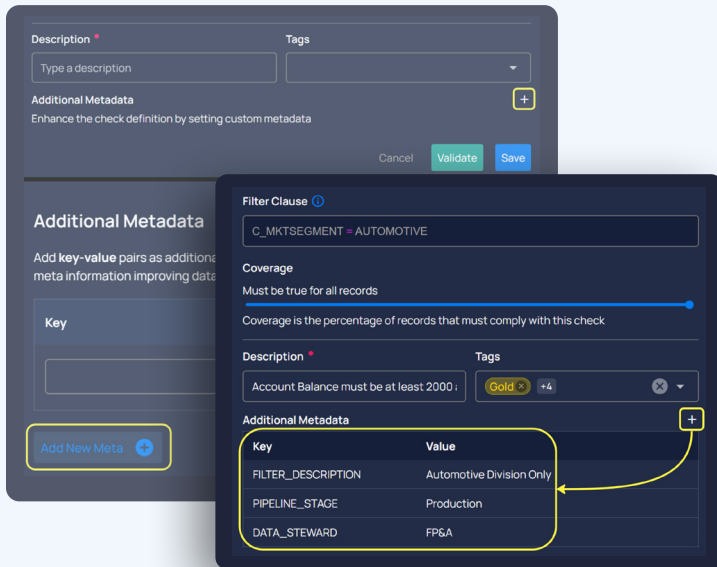 Description *
Tags
Type a description
Additional Metadata
+
Enhance the check definition by setting custom metadata
Cancel
Validate
Save
Additional Metadata
Add key-value pairs as additiona
meta information improving data
Key
Add New Meta +
Filter Clause
C_MKTSEGMENT = AUTOMOTIVE
Coverage
Must be true for all records
Coverage is the percentage of records that must comply with this check
Description *
Tags
Account Balance must be at least 2000
Gold × +4
Additional Metadata
+
Key Value
FILTER_DESCRIPTION Automotive Division Only
PIPELINE_STAGE Production
DATA_STEWARD FP&A